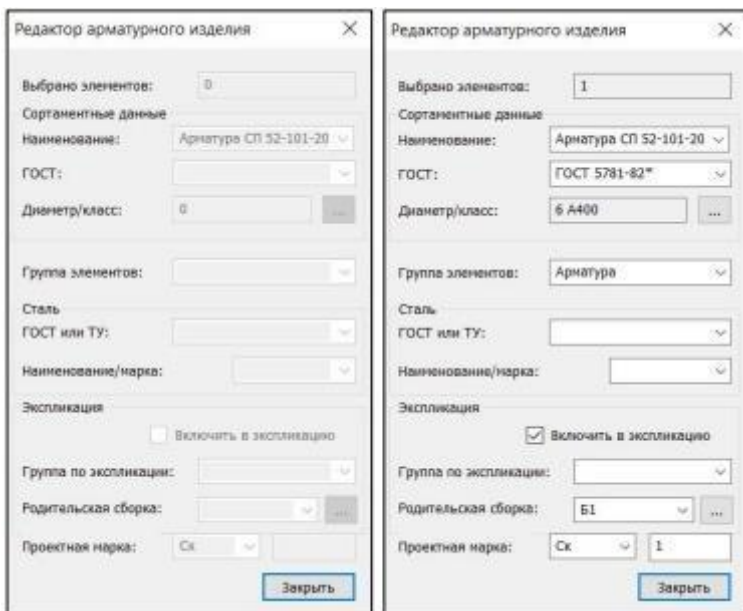 Редактор арматурного изделия
Выбрано элементов: 0
Сортаментные данные
Наименование: Арматура СП 52-101-20
ГОСТ:
Диаметр/класс: 0 ...
Группа элементов:
Сталь
ГОСТ или ТУ:
Наименование/марка:
Экспликация
Включить в экспликацию
Группа по экспликации:
Родительская сборка: ...
Проектная марка: Ск
Закрыть
Редактор арматурного изделия
Выбрано элементов: 1
Сортаментные данные
Наименование: Арматура СП 52-101-20
ГОСТ: ГОСТ 5781-82*
Диаметр/класс: 6 А400 ...
Группа элементов: Арматура
Сталь
ГОСТ или ТУ:
Наименование/марка:
Экспликация
Включить в экспликацию
Группа по экспликации:
Родительская сборка: Б1 ...
Проектная марка: Ск 1
Закрыть